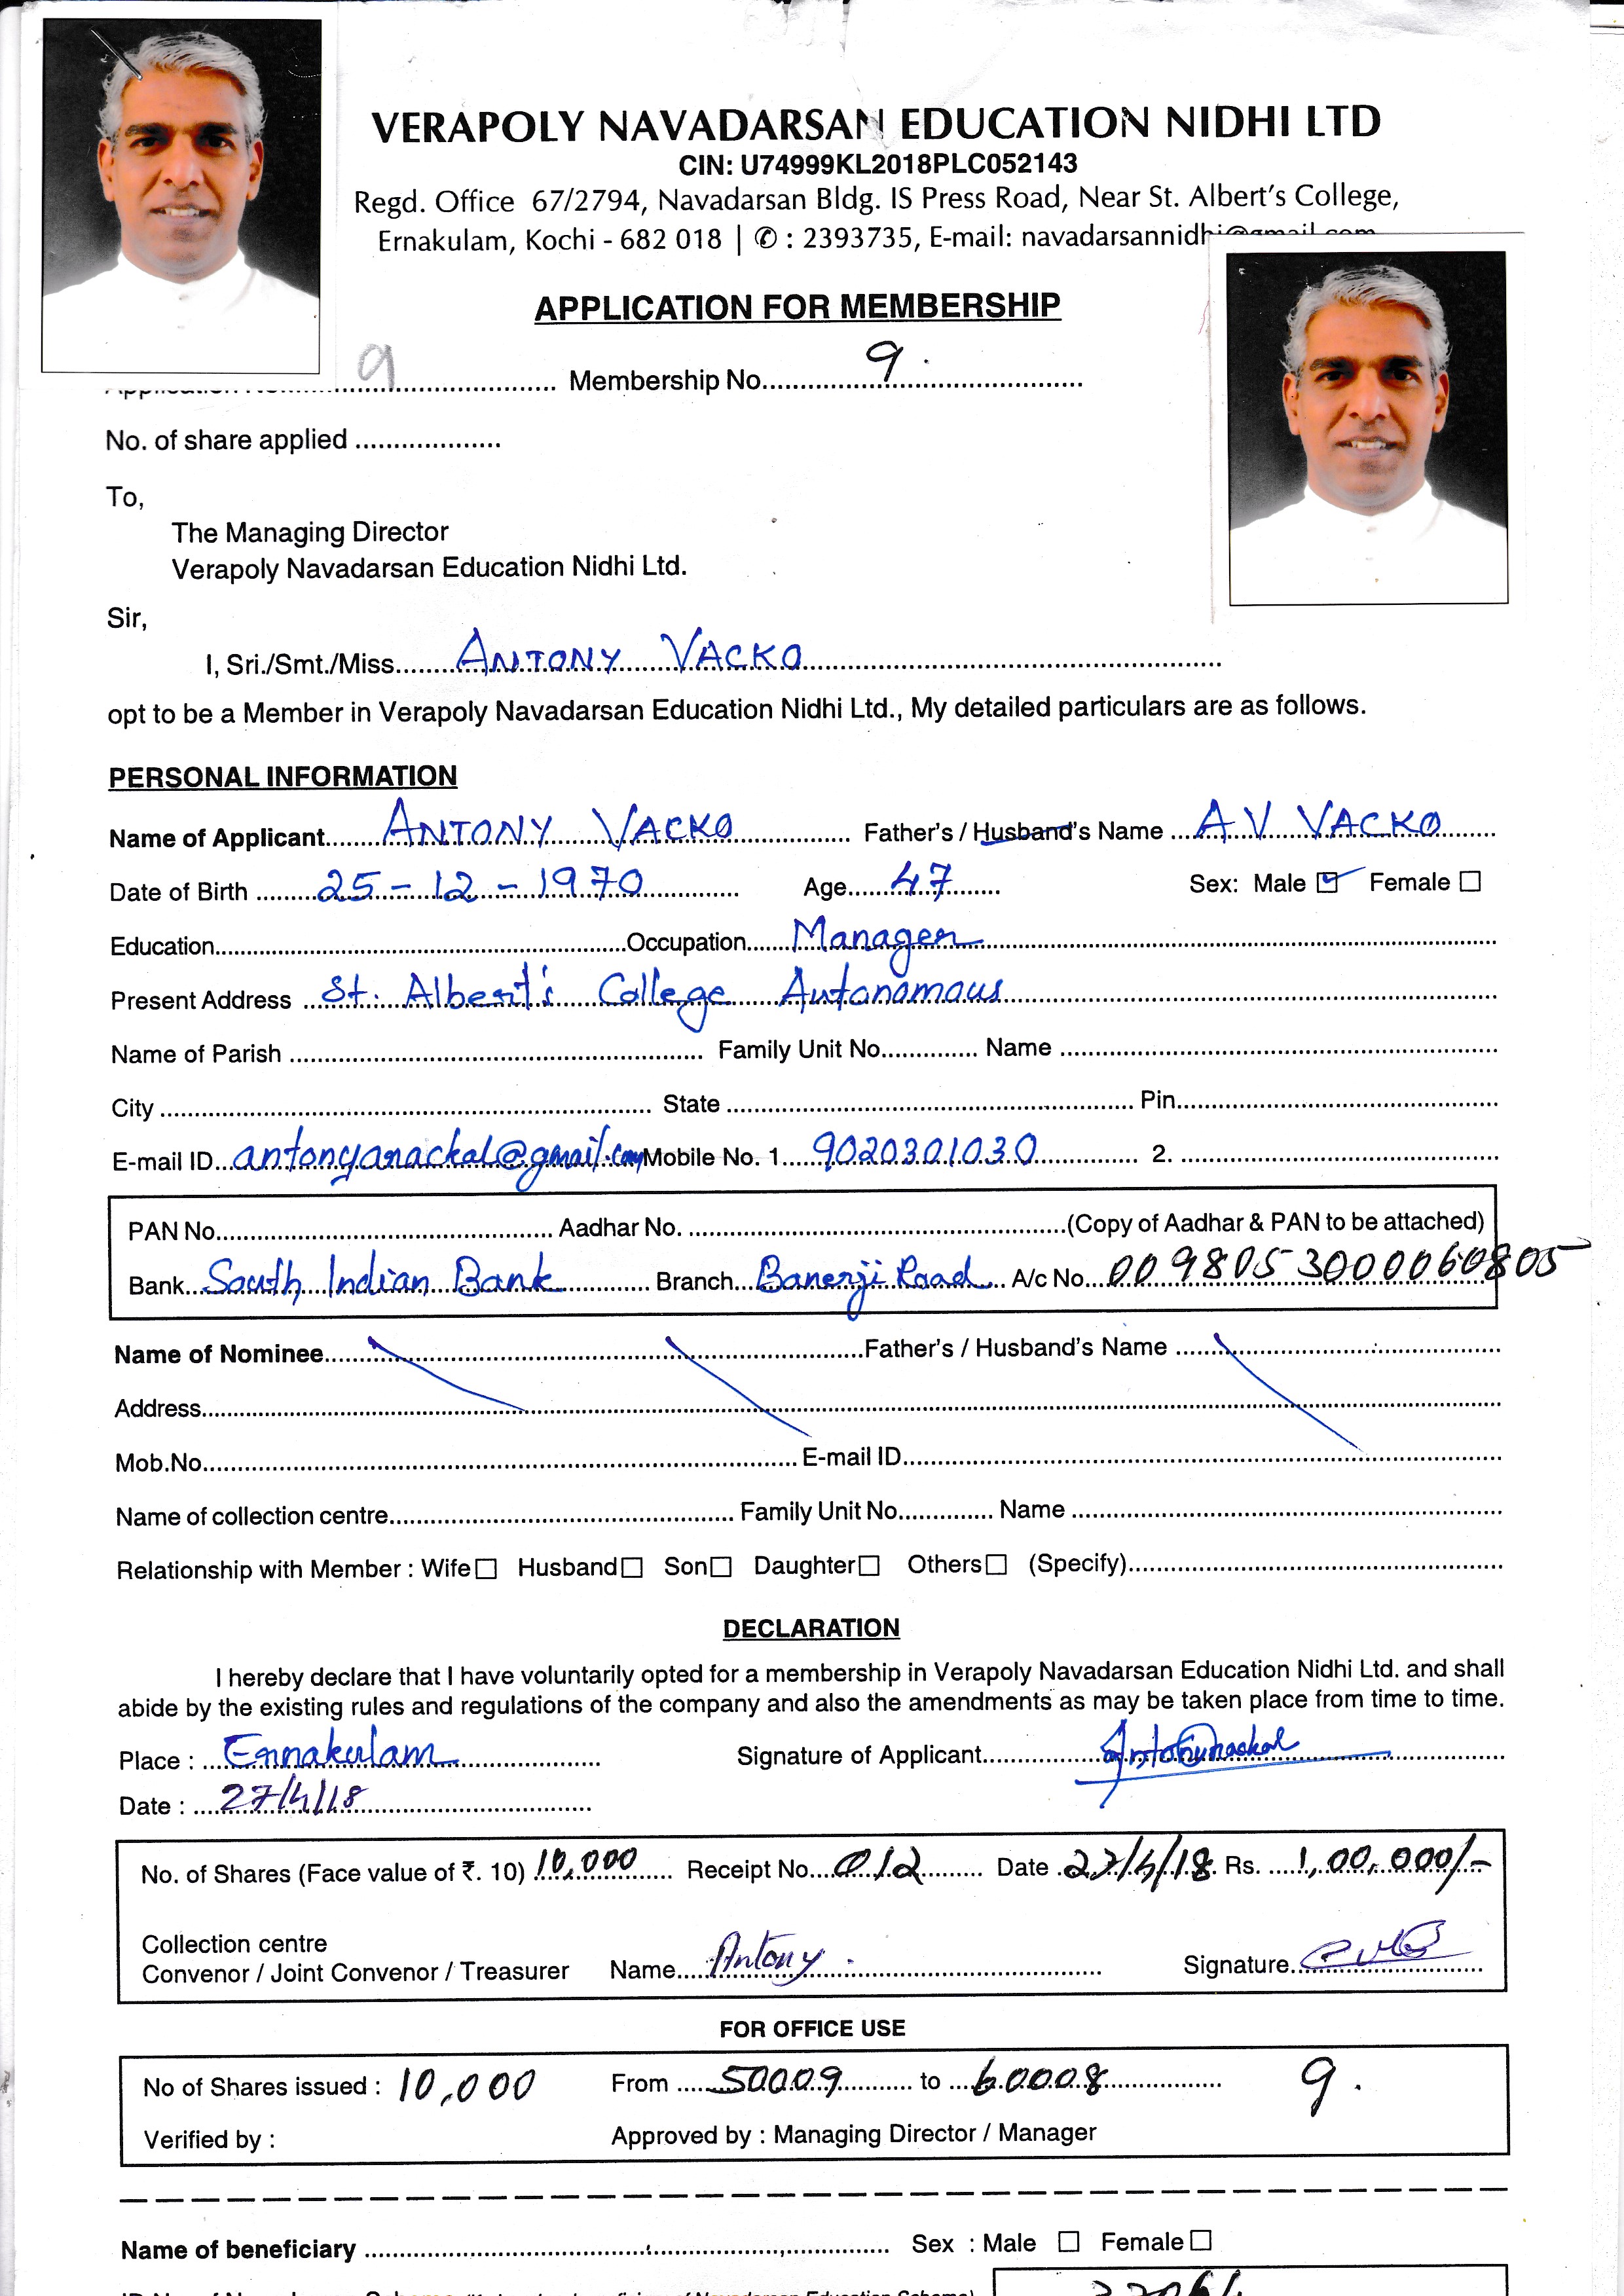 VERAPOLY NAVADARSAN EDUCATION NIDHI LTD
CIN: U74999KL2018PLC052143
Regd. Office 67/2794, Navadarsan Bldg. IS Press Road, Near St. Albert's College,
Ernakulam, Kochi - 682 018 | ✆ : 2393735, E-mail: navadarsannidhi@gmail.com
APPLICATION FOR MEMBERSHIP
9 Membership No. 9.
No. of share applied
To,
The Managing Director
Verapoly Navadarsan Education Nidhi Ltd.
Sir,
I, Sri./Smt./Miss. ANTONY VACKO
opt to be a Member in Verapoly Navadarsan Education Nidhi Ltd., My detailed particulars are as follows.
PERSONAL INFORMATION
Name of Applicant ANTONY VACKO Father's / Husband's Name A V VACKO
Date of Birth 25-12-1970 Age 47 Sex: Male ☑ Female ☐
Education Occupation Manager
Present Address St. Albert's College Autonomous
Name of Parish Family Unit No. Name
City State Pin
E-mail ID antonyarackal@gmail.com Mobile No. 1 9020301030 2.
PAN No. Aadhar No. (Copy of Aadhar & PAN to be attached)
Bank South Indian Bank Branch Banerji Road A/c No. 0098053000060805
Name of Nominee Father's / Husband's Name
Address
Mob.No. E-mail ID
Name of collection centre Family Unit No. Name
Relationship with Member : Wife ☐ Husband ☐ Son ☐ Daughter ☐ Others ☐ (Specify)
DECLARATION
I hereby declare that I have voluntarily opted for a membership in Verapoly Navadarsan Education Nidhi Ltd. and shall
abide by the existing rules and regulations of the company and also the amendments as may be taken place from time to time.
Place : Ernakulam Signature of Applicant
Date : 27/4/18
No. of Shares (Face value of ₹. 10) 10,000 Receipt No. 012 Date 27/4/18 Rs. 1,00,000/-
Collection centre
Convenor / Joint Convenor / Treasurer Name Antony Signature
FOR OFFICE USE
No of Shares issued : 10,000 From 50009 to 60008 9.
Verified by : Approved by : Managing Director / Manager
Name of beneficiary Sex : Male ☐ Female ☐